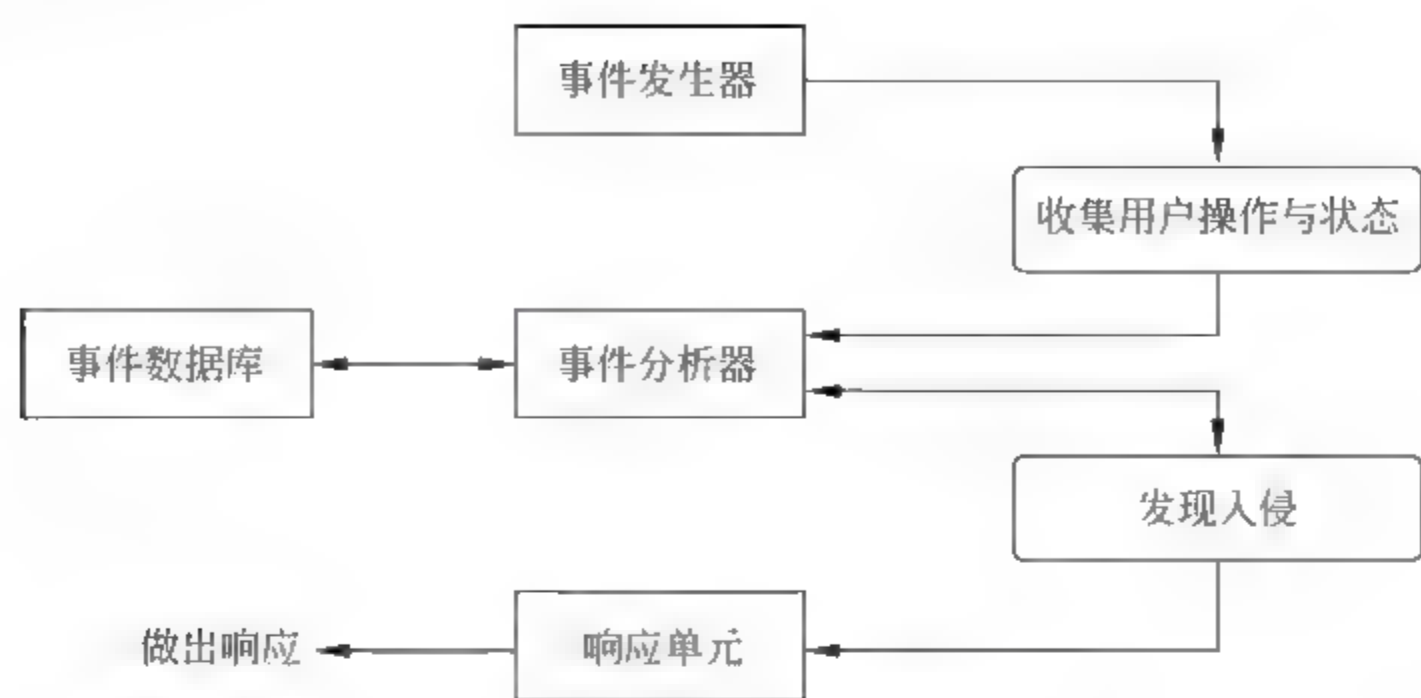 事件发生器
收集用户操作与状态
事件数据库
事件分析器
发现入侵
做出响应
响应单元